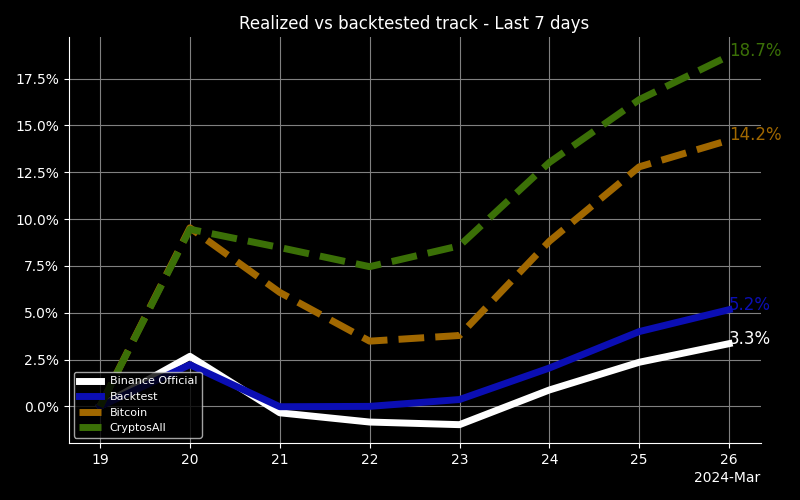 Realized vs backtested track - Last 7 days
18.7%
17.5%
15.0%
14.2%
12.5%
10.0%
7.5%
5.0%
5.2%
3.3%
2.5%
0.0%
Binance Official
Backtest
Bitcoin
CryptosAll
19 20 21 22 23 24 25 26
2024-Mar